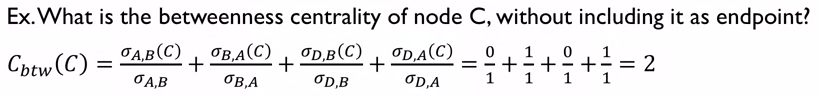 Ex. What is the betweenness centrality of node C, without including it as endpoint?
C_btw(C) = σ_A,B(C)/σ_A,B + σ_B,A(C)/σ_B,A + σ_D,B(C)/σ_D,B + σ_D,A(C)/σ_D,A = 0/1 + 1/1 + 0/1 + 1/1 = 2